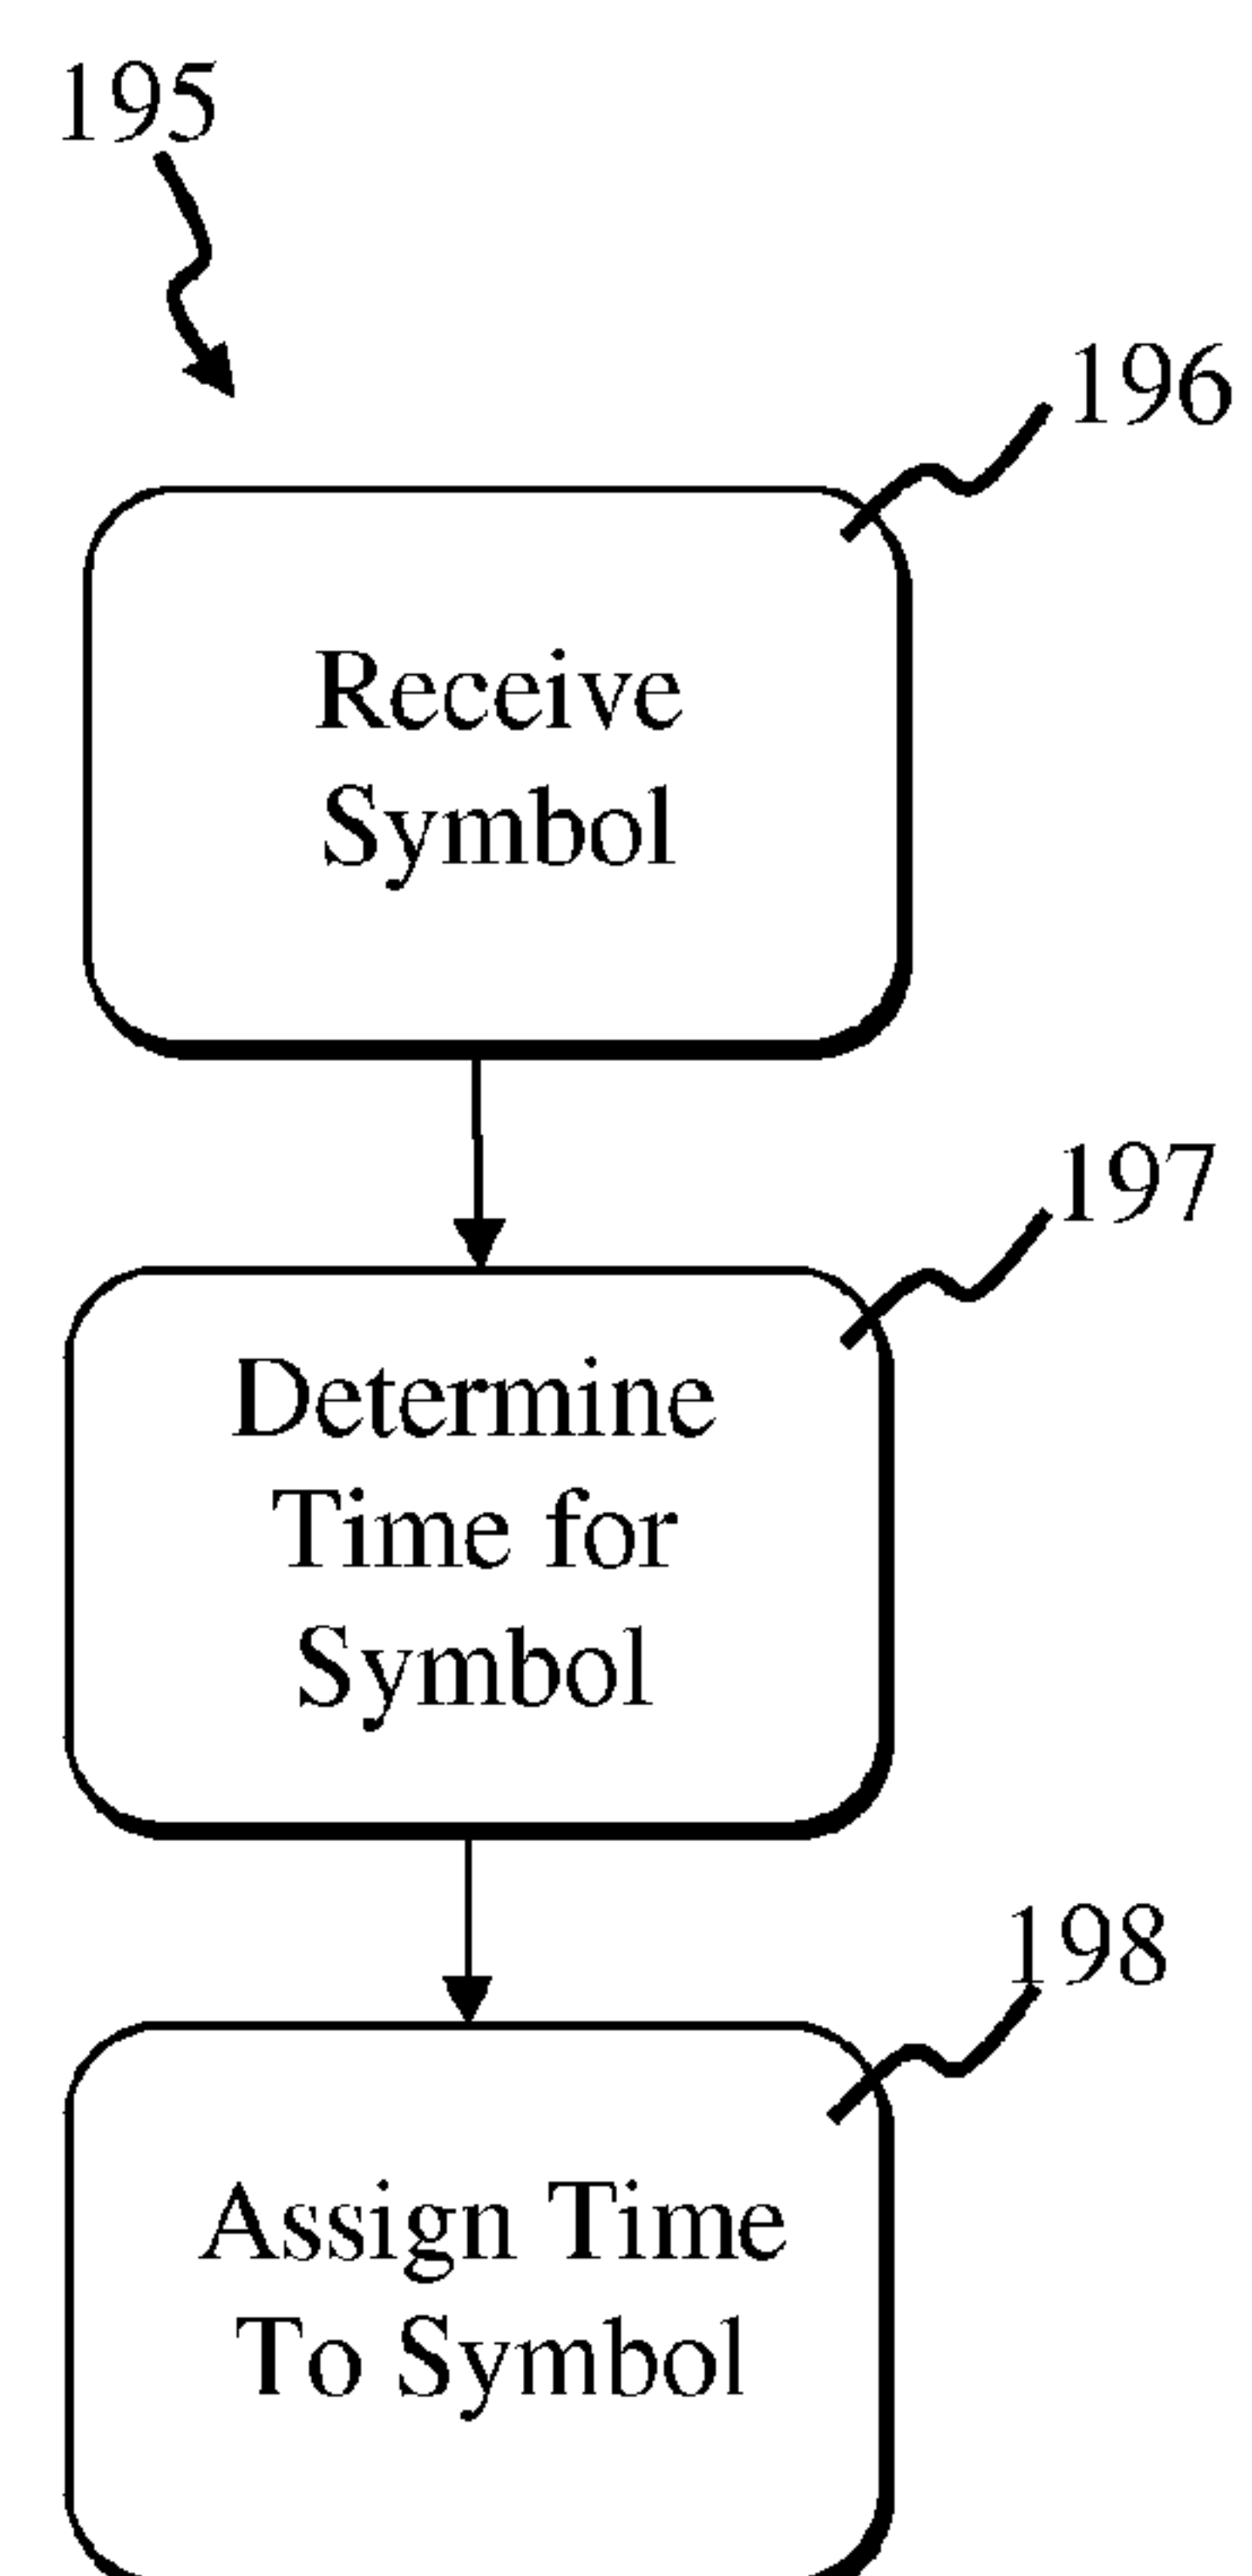 195
196
Receive
Symbol
197
Determine
Time for
Symbol
198
Assign Time
To Symbol